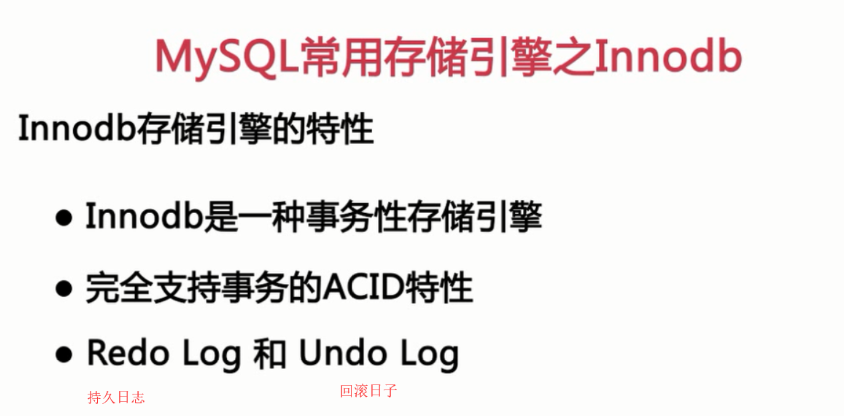 MySQL常用存储引擎之Innodb
Innodb存储引擎的特性
● Innodb是一种事务性存储引擎
● 完全支持事务的ACID特性
● Redo Log 和 Undo Log
持久日志 回滚日子